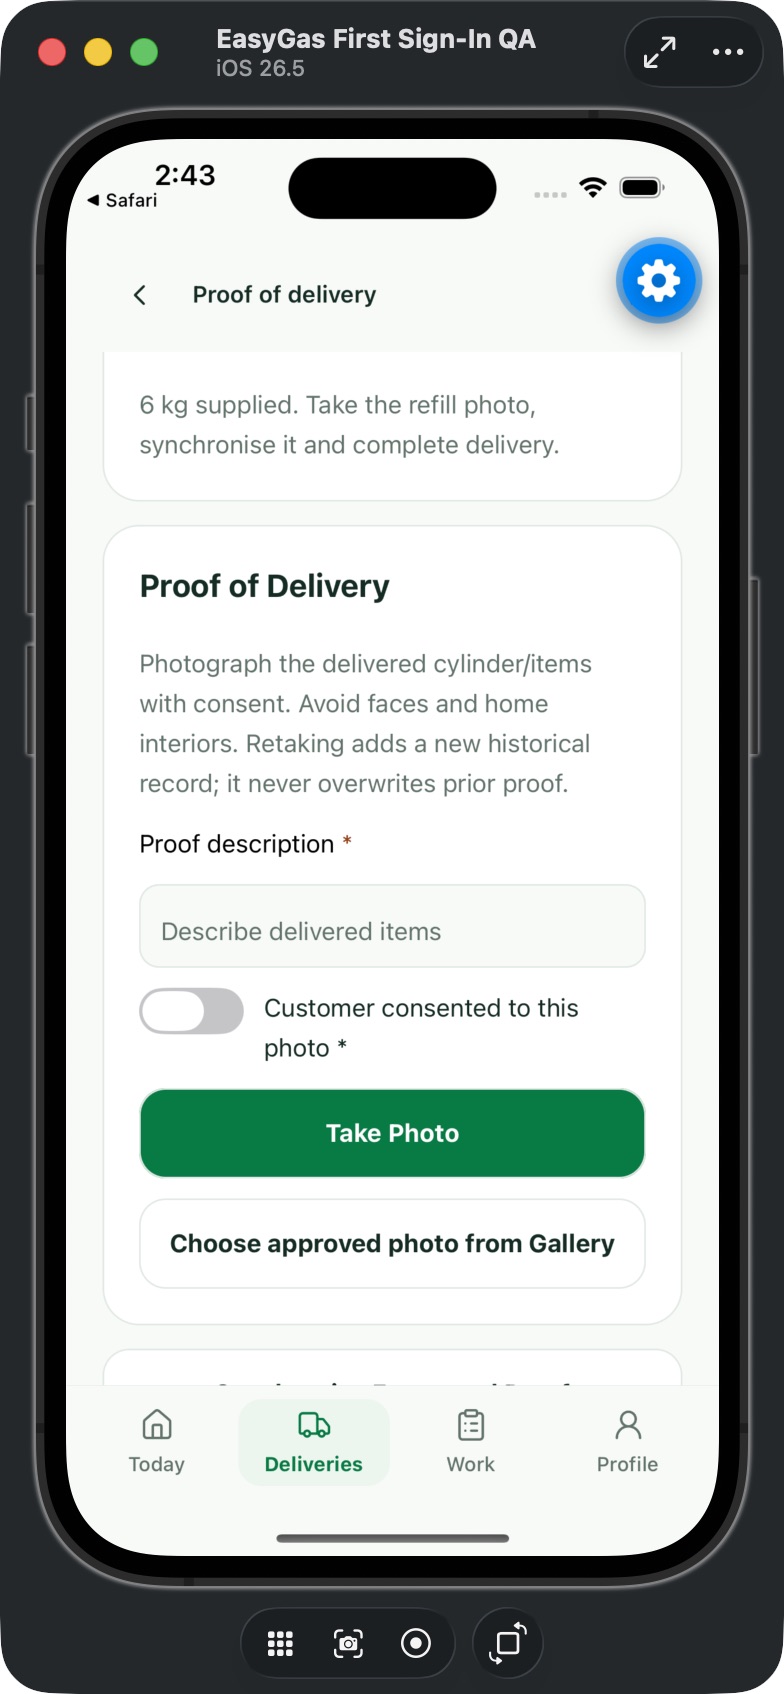 EasyGas First Sign-In QA
iOS 26.5
2:43
Safari
Proof of delivery
6 kg supplied. Take the refill photo,
synchronise it and complete delivery.
Proof of Delivery
Photograph the delivered cylinder/items
with consent. Avoid faces and home
interiors. Retaking adds a new historical
record; it never overwrites prior proof.
Proof description *
Describe delivered items
Customer consented to this
photo *
Take Photo
Choose approved photo from Gallery
Today
Deliveries
Work
Profile